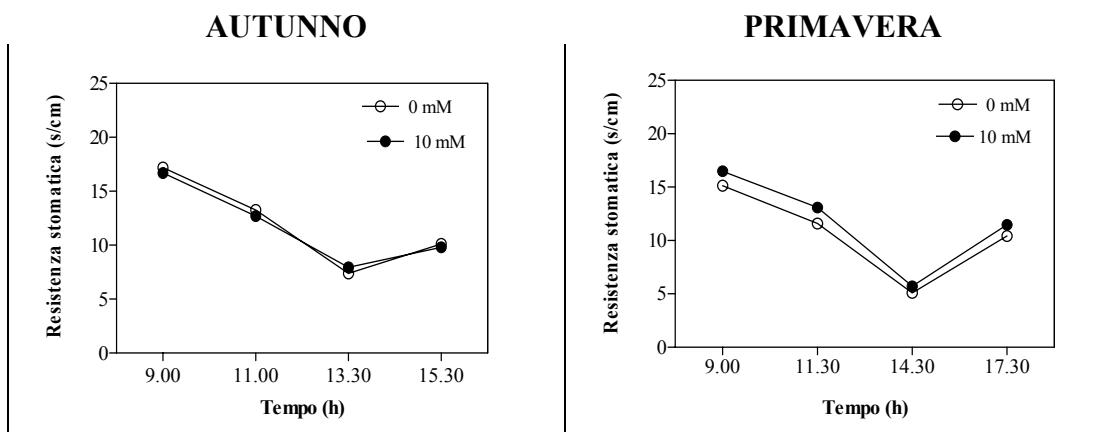 AUTUNNO
PRIMAVERA
Resistenza stomatica (s/cm)
25
20
15
10
5
0
0 mM
10 mM
9.00 11.00 13.30 15.30
Tempo (h)
Resistenza stomatica (s/cm)
25
20
15
10
5
0
0 mM
10 mM
9.00 11.30 14.30 17.30
Tempo (h)